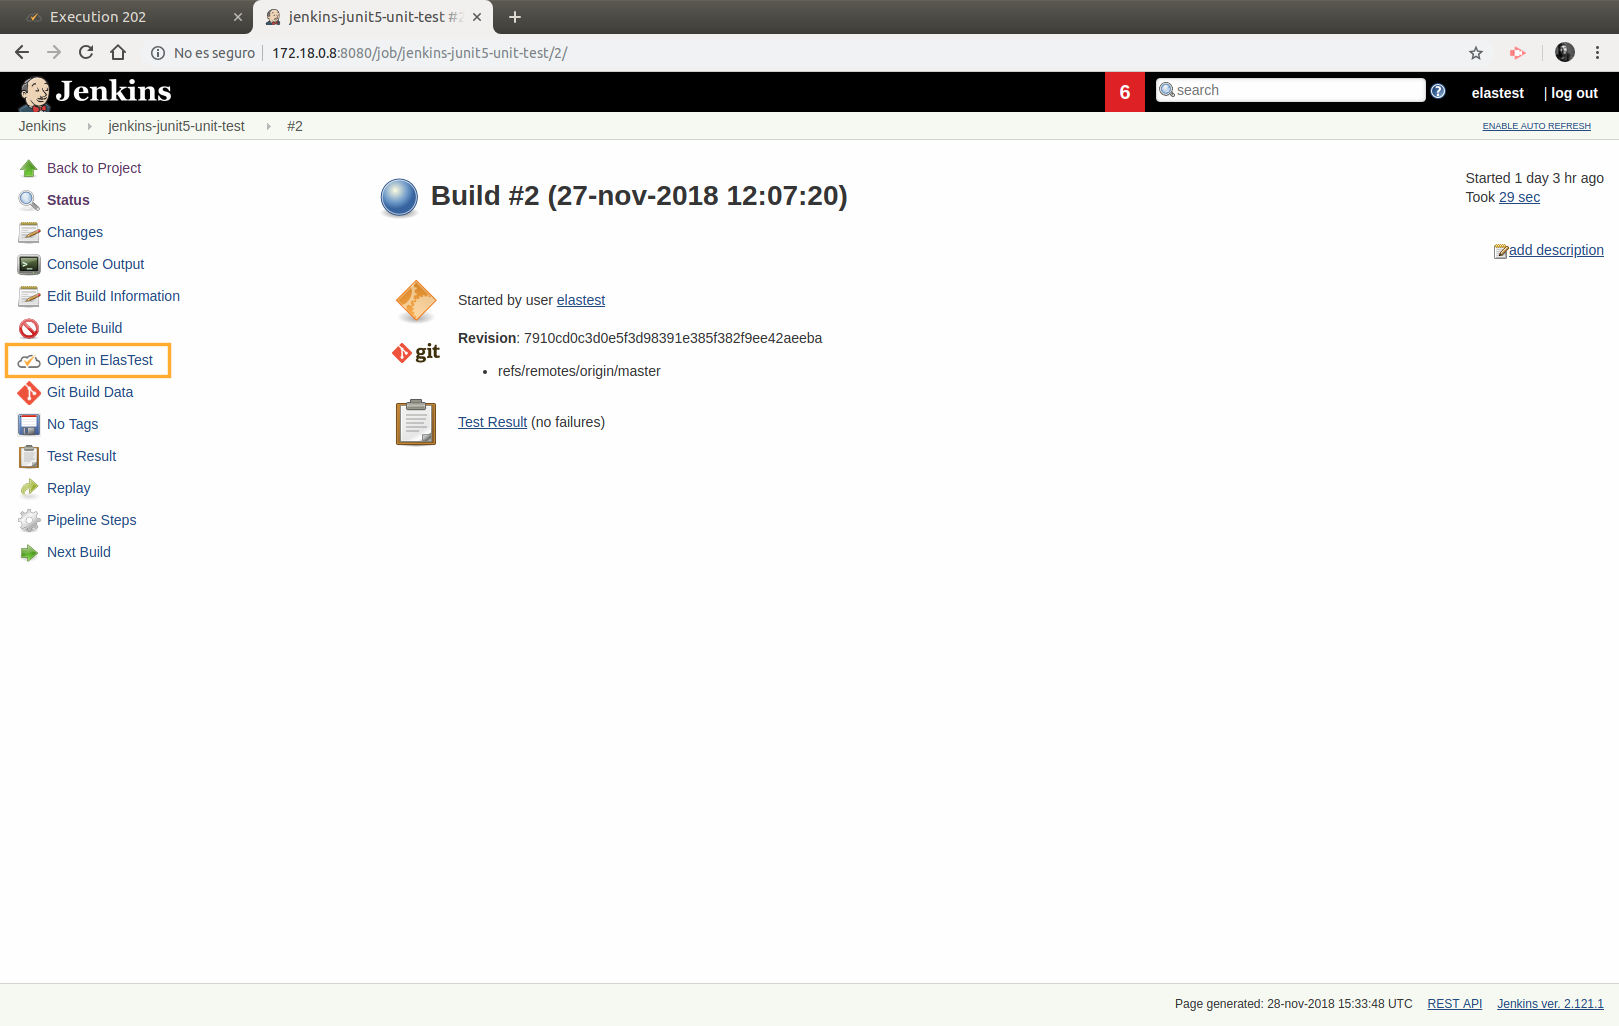 Execution 202
jenkins-junit5-unit-test #2
No es seguro
172.18.0.8:8080/job/jenkins-junit5-unit-test/2/
Jenkins
6
search
elastest
| log out
Jenkins
jenkins-junit5-unit-test
#2
ENABLE AUTO REFRESH
Back to Project
Status
Changes
Console Output
Edit Build Information
Delete Build
Open in ElasTest
Git Build Data
No Tags
Test Result
Replay
Pipeline Steps
Next Build
Build #2 (27-nov-2018 12:07:20)
Started 1 day 3 hr ago
Took 29 sec
add description
Started by user elastest
git
Revision: 7910cd0c3d0e5f3d98391e385f382f9ee42aeeba
refs/remotes/origin/master
Test Result (no failures)
Page generated: 28-nov-2018 15:33:48 UTC
REST API
Jenkins ver. 2.121.1